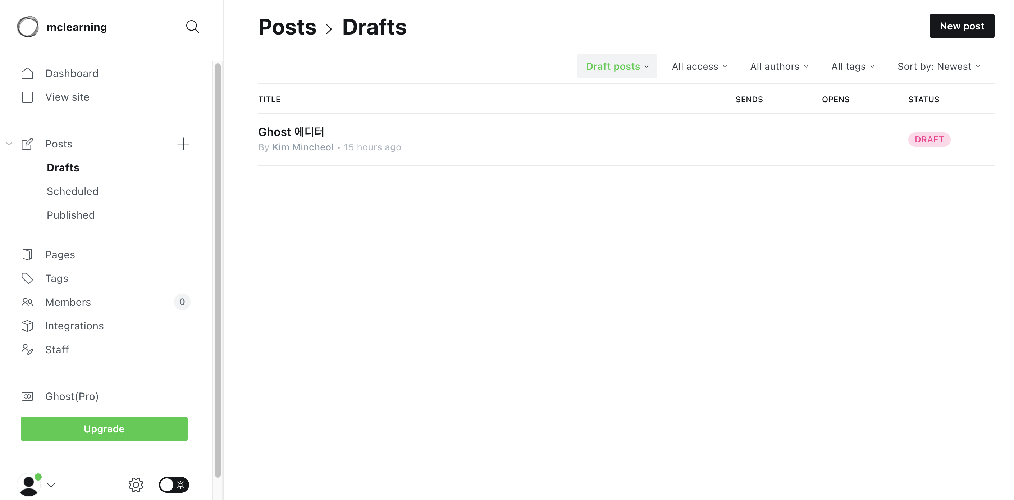 mclearning
Dashboard
View site
Posts
Drafts
Scheduled
Published
Pages
Tags
Members 0
Integrations
Staff
Ghost(Pro)
Upgrade
Posts › Drafts
New post
Draft posts All access All authors All tags Sort by: Newest
TITLE SENDS OPENS STATUS
Ghost 에디터
By Kim Mincheol • 15 hours ago
DRAFT